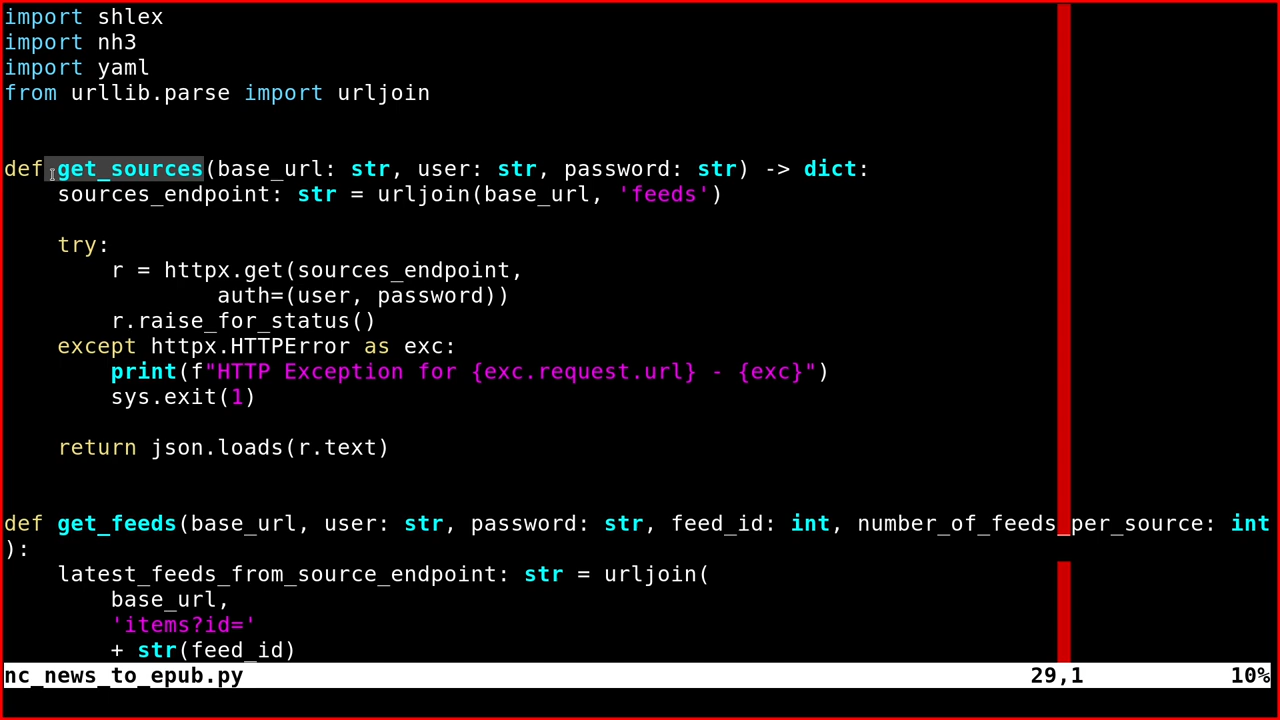 import shlex
import nh3
import yaml
from urllib.parse import urljoin
def get_sources(base_url: str, user: str, password: str) -> dict:
    sources_endpoint: str = urljoin(base_url, 'feeds')
    try:
        r = httpx.get(sources_endpoint,
                auth=(user, password))
        r.raise_for_status()
    except httpx.HTTPError as exc:
        print(f"HTTP Exception for {exc.request.url} - {exc}")
        sys.exit(1)
    return json.loads(r.text)
def get_feeds(base_url, user: str, password: str, feed_id: int, number_of_feeds_per_source: int
):
    latest_feeds_from_source_endpoint: str = urljoin(
        base_url,
        'items?id='
        + str(feed_id)
nc_news_to_epub.py 29,1 10%